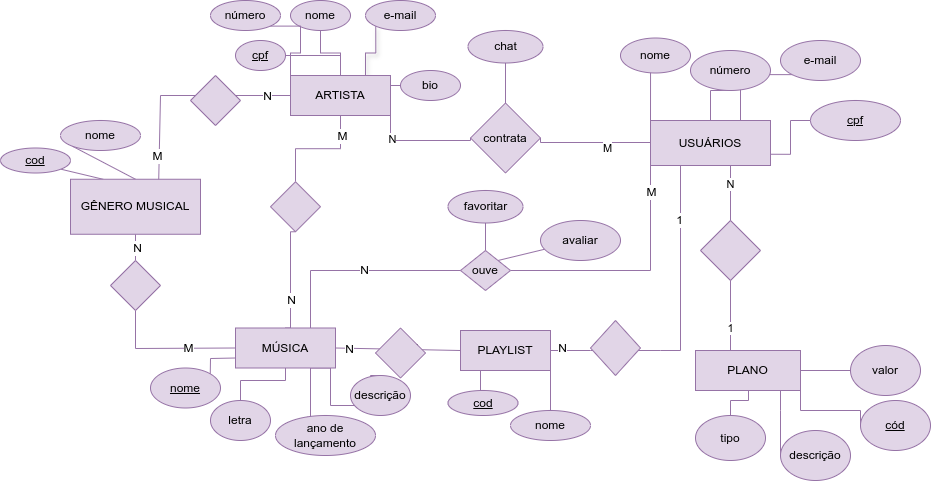 número
nome
e-mail
cpf
ARTISTA
bio
chat
nome
número
e-mail
cpf
N
M
N
contrata
M
USUÁRIOS
M
nome
cod
GÊNERO MUSICAL
N
M
1
N
favoritar
avaliar
ouve
N
N
M
MÚSICA
N
PLAYLIST
N
1
PLANO
valor
nome
letra
ano de
lançamento
descrição
cod
nome
tipo
descrição
cód